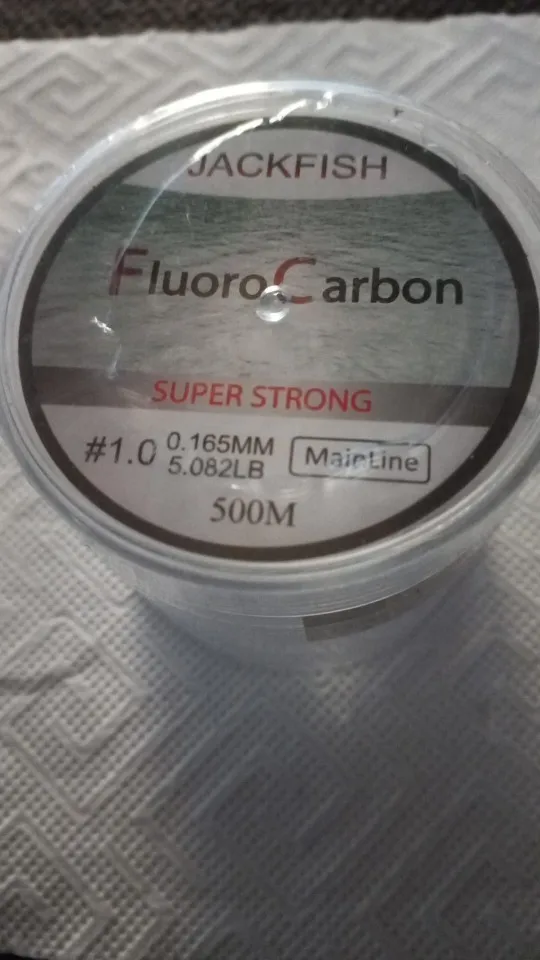 JACKFISH
FluoroCarbon
SUPER STRONG
#1.0 0.165MM
5.082LB
MainLine
500M